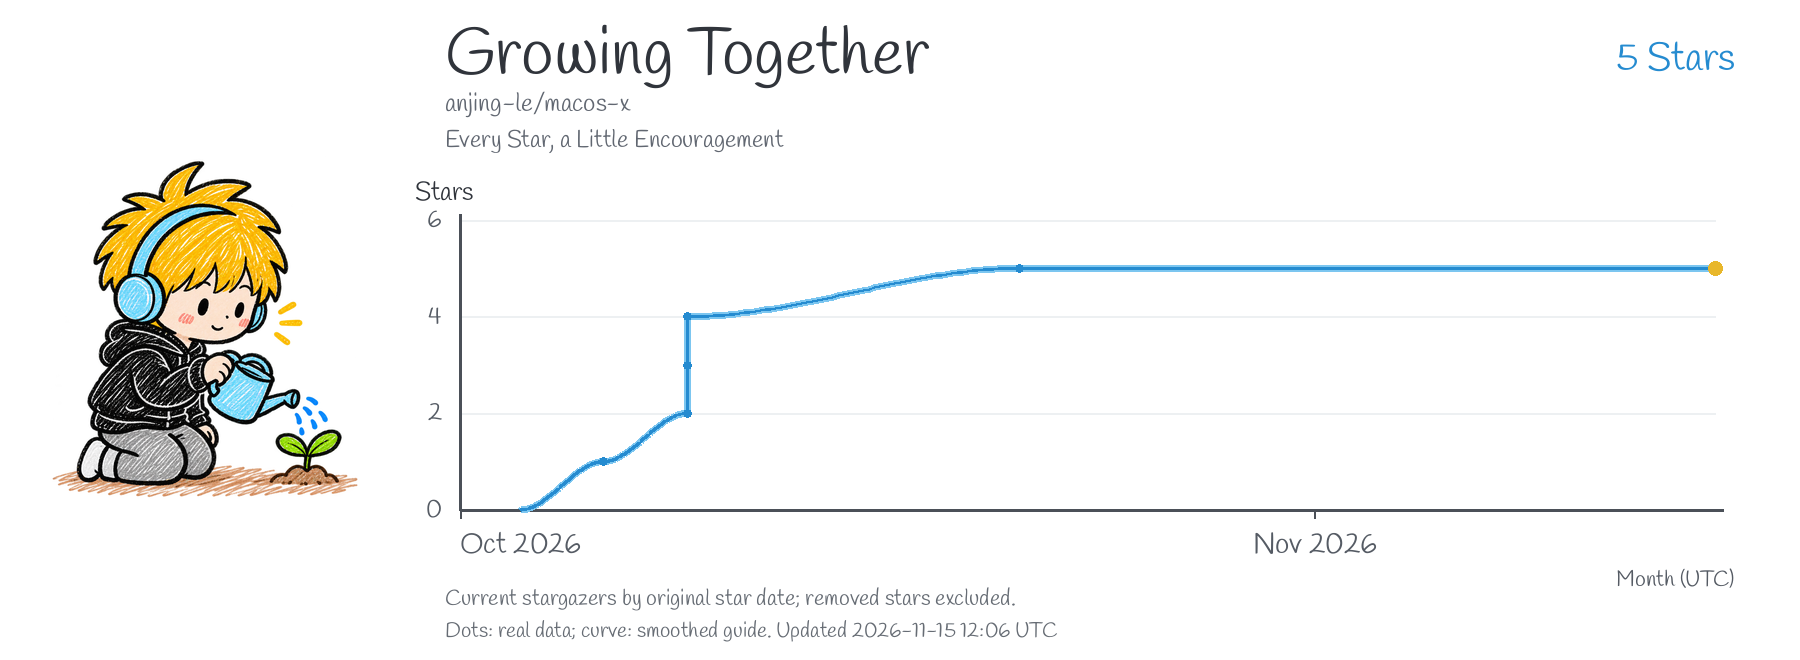 Growing Together
5 Stars
anjing-le/macos-x
Every Star, a Little Encouragement
Stars
6
4
2
0
Oct 2026
Nov 2026
Month (UTC)
Current stargazers by original star date; removed stars excluded.
Dots: real data; curve: smoothed guide. Updated 2026-11-15 12:06 UTC